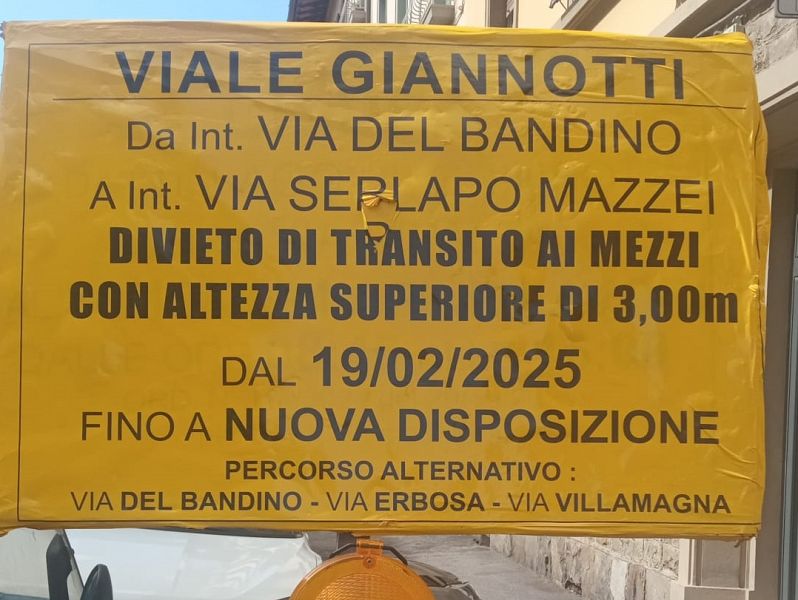 VIALE GIANNOTTI
Da Int. VIA DEL BANDINO
A Int. VIA SERLAPO MAZZEI
DIVIETO DI TRANSITO AI MEZZI
CON ALTEZZA SUPERIORE DI 3,00m
DAL 19/02/2025
FINO A NUOVA DISPOSIZIONE
PERCORSO ALTERNATIVO :
VIA DEL BANDINO - VIA ERBOSA - VIA VILLAMAGNA